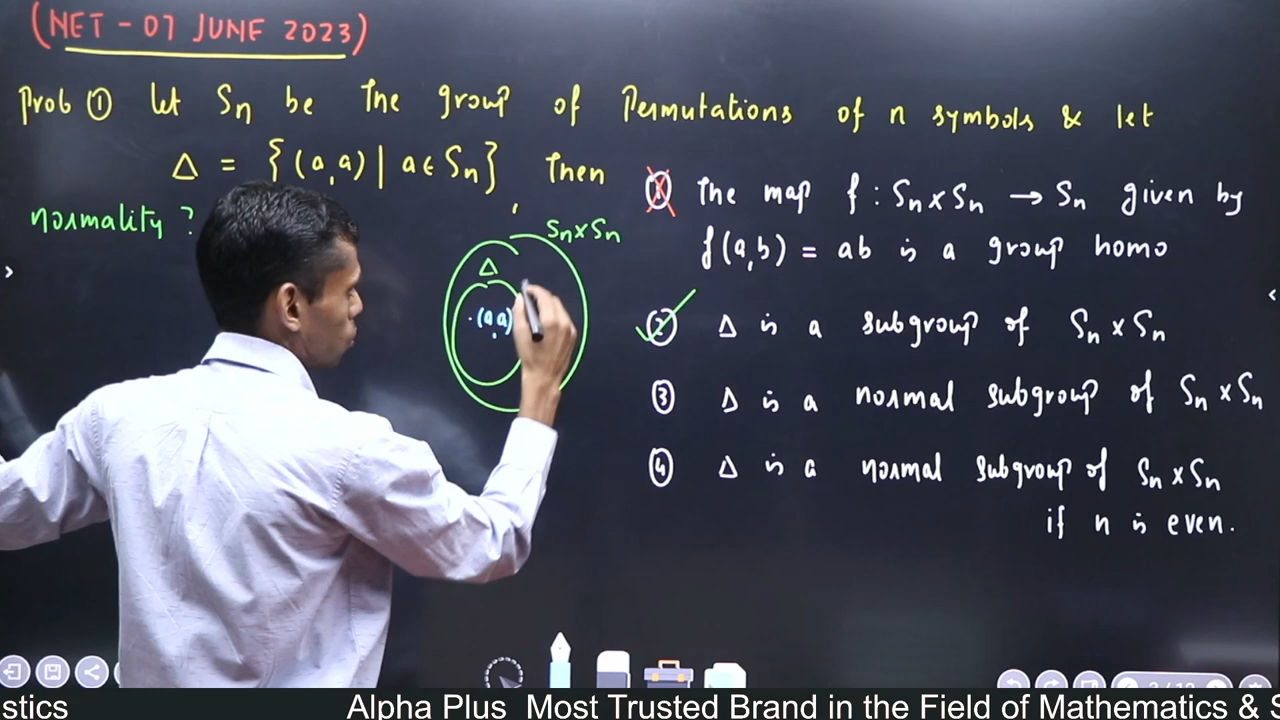 (NET - 07 JUNE 2023)
Prob ① let Sn be the group of Permutations of n symbols & let
Δ = {(a,a) | a∈Sn} Then
normality ?
Sn×Sn
Δ
(a a)
① The map f : Sn×Sn → Sn given by
f(a,b) = ab is a group homo
② Δ is a subgroup of Sn × Sn
③ Δ is a normal subgroup of Sn × Sn
④ Δ is a normal subgroup of Sn × Sn
if n is even.
stics Alpha Plus Most Trusted Brand in the Field of Mathematics & S